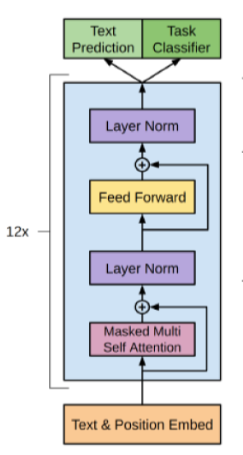 Text
Prediction
Task
Classifier
Layer Norm
+
Feed Forward
12x
Layer Norm
+
Masked Multi
Self Attention
Text & Position Embed